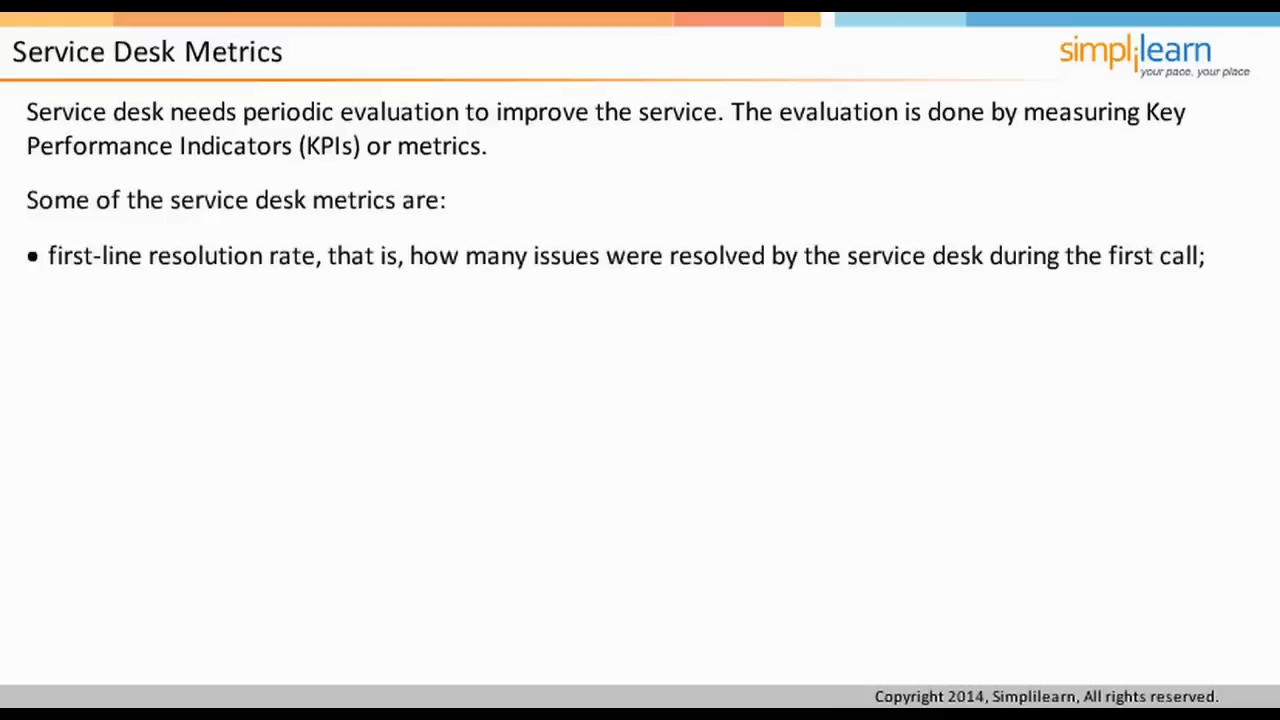 Service Desk Metrics
simplilearn
your pace, your place
Service desk needs periodic evaluation to improve the service. The evaluation is done by measuring Key
Performance Indicators (KPIs) or metrics.
Some of the service desk metrics are:
• first-line resolution rate, that is, how many issues were resolved by the service desk during the first call;
Copyright 2014, Simplilearn, All rights reserved.